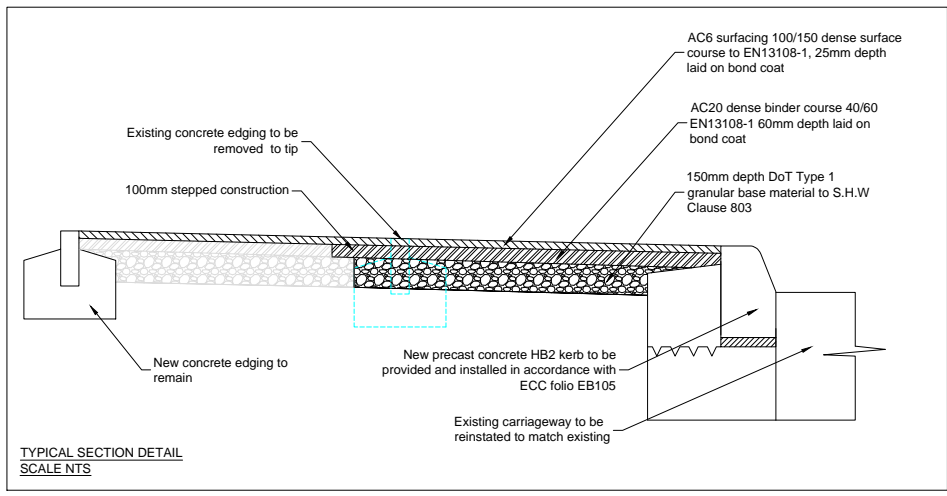 AC6 surfacing 100/150 dense surface
course to EN13108-1, 25mm depth
laid on bond coat
AC20 dense binder course 40/60
EN13108-1 60mm depth laid on
bond coat
Existing concrete edging to be
removed to tip
100mm stepped construction
150mm depth DoT Type 1
granular base material to S.H.W
Clause 803
New concrete edging to
remain
New precast concrete HB2 kerb to be
provided and installed in accordance with
ECC folio EB105
Existing carriageway to be
reinstated to match existing
TYPICAL SECTION DETAIL
SCALE NTS